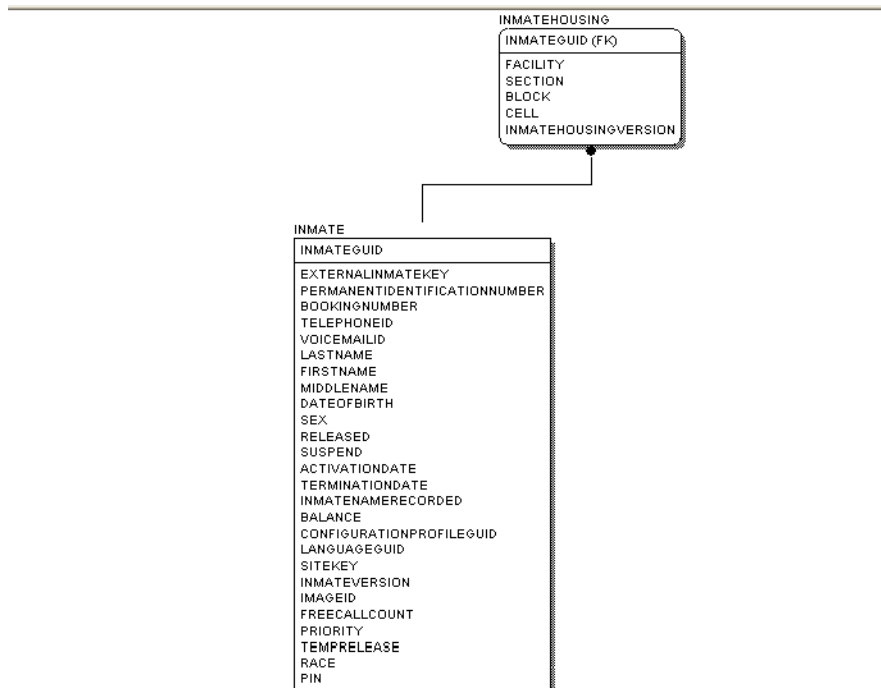 INMATEHOUSING
INMATEGUID (FK)
FACILITY
SECTION
BLOCK
CELL
INMATEHOUSINGVERSION
INMATE
INMATEGUID
EXTERNALINMATEKEY
PERMANENTIDENTIFICATIONNUMBER
BOOKINGNUMBER
TELEPHONEID
VOICEMAILID
LASTNAME
FIRSTNAME
MIDDLENAME
DATEOFBIRTH
SEX
RELEASED
SUSPEND
ACTIVATIONDATE
TERMINATIONDATE
INMATENAMERECORDED
BALANCE
CONFIGURATIONPROFILEGUID
LANGUAGEGUID
SITEKEY
INMATEVERSION
IMAGEID
FREECALLCOUNT
PRIORITY
TEMPRELEASE
RACE
PIN